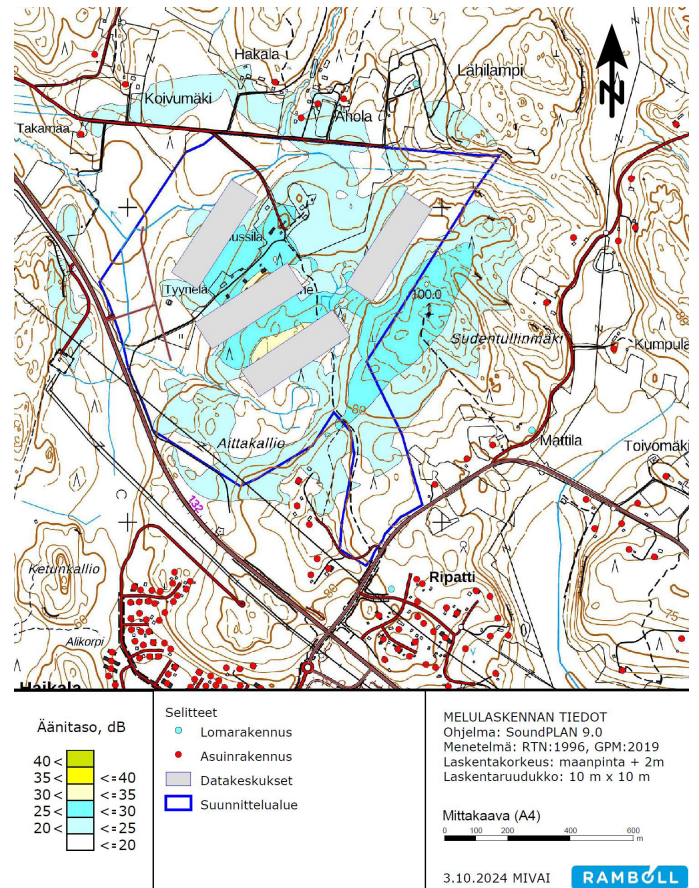 Hakala
Lähilampi
Koivumäki
Ahola
Takamaa
N
Tyynelä
100.0
Sudentullinmäki
Kumpula
80
Aittakallio
Mattila
Toivomäki
132
Ketunkallio
Ripatti
75
Alikorpi
Haikala
Äänitaso, dB
40 <
35 < <= 40
30 < <= 35
25 < <= 30
20 < <= 25
<= 20
Selitteet
Lomarakennus
Asuinrakennus
Datakeskukset
Suunnittelualue
MELULASKENNAN TIEDOT
Ohjelma: SoundPLAN 9.0
Menetelmä: RTN:1996, GPM:2019
Laskentakorkeus: maanpinta + 2m
Laskentaruudukko: 10 m x 10 m
Mittakaava (A4)
0 100 200 400 600
m
3.10.2024 MIVAI
RAMBOLL